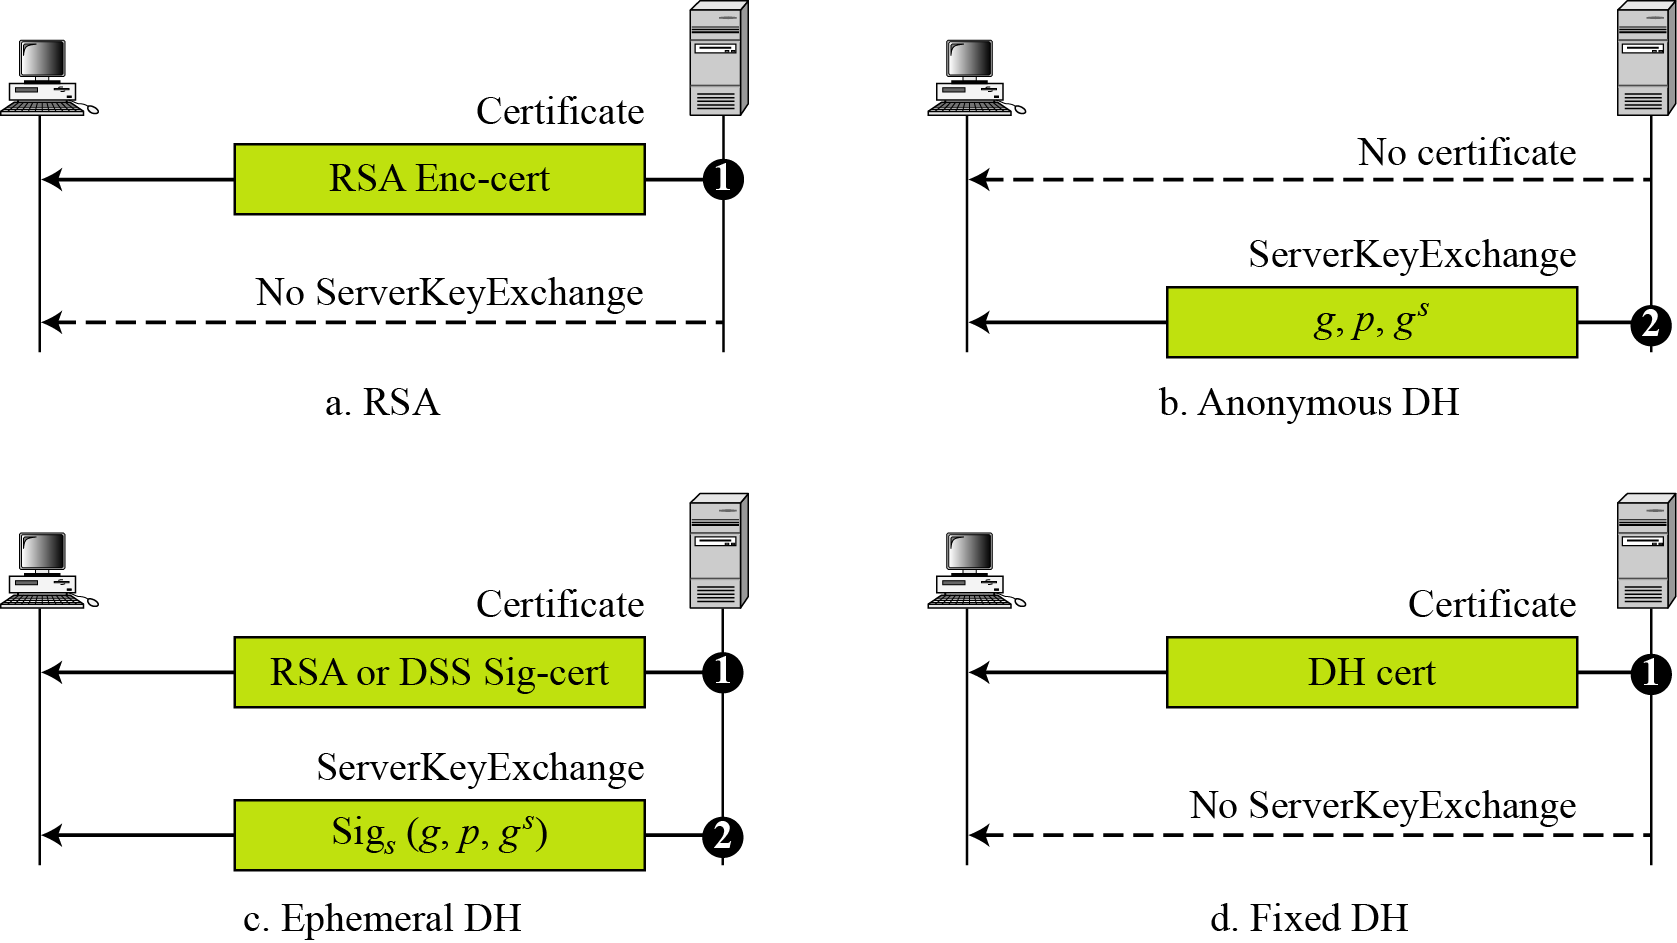 Certificate
RSA Enc-cert
1
No ServerKeyExchange
a. RSA
No certificate
ServerKeyExchange
g, p, g^s
2
b. Anonymous DH
Certificate
RSA or DSS Sig-cert
1
ServerKeyExchange
Sig_s (g, p, g^s)
2
c. Ephemeral DH
Certificate
DH cert
1
No ServerKeyExchange
d. Fixed DH